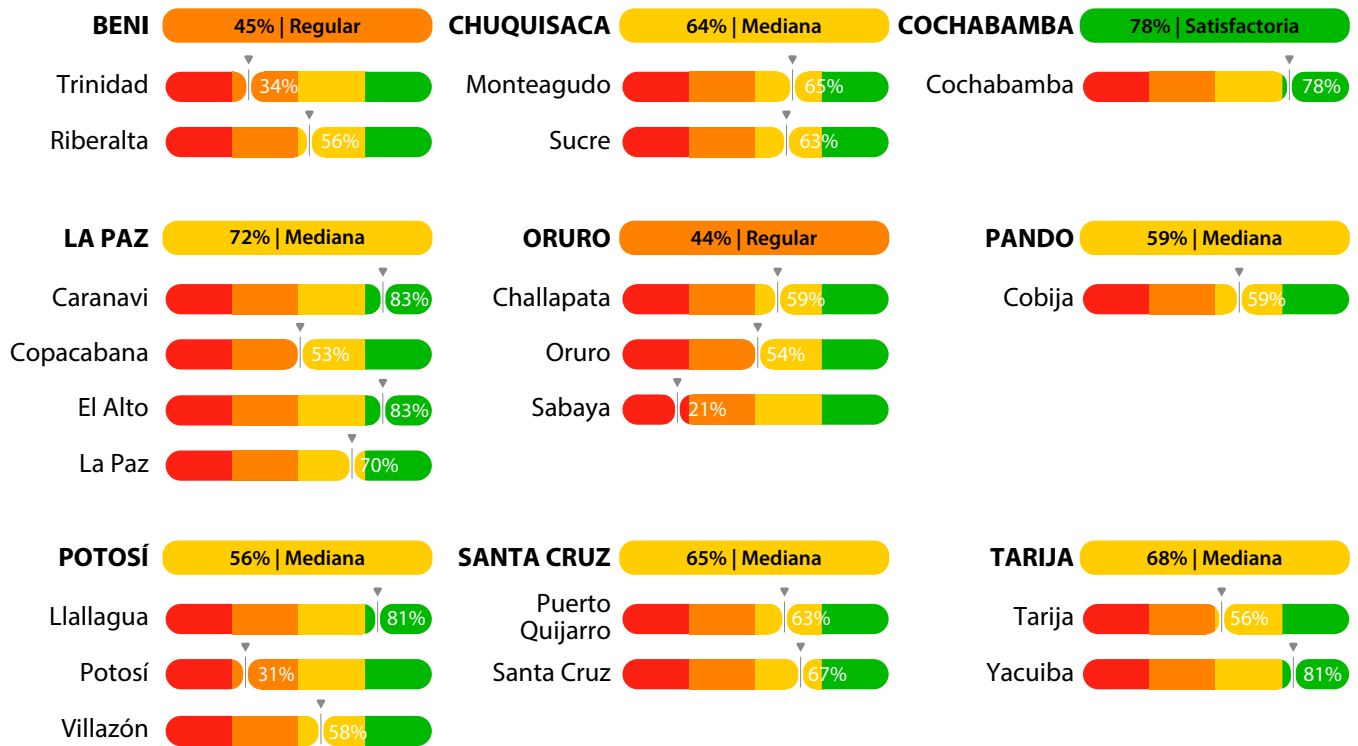 BENI 45% | Regular
Trinidad 34%
Riberalta 56%
CHUQUISACA 64% | Mediana
Monteagudo 65%
Sucre 63%
COCHABAMBA 78% | Satisfactoria
Cochabamba 78%
LA PAZ 72% | Mediana
Caranavi 83%
Copacabana 53%
El Alto 83%
La Paz 70%
ORURO 44% | Regular
Challapata 59%
Oruro 54%
Sabaya 21%
PANDO 59% | Mediana
Cobija 59%
POTOSÍ 56% | Mediana
Llallagua 81%
Potosí 31%
Villazón 58%
SANTA CRUZ 65% | Mediana
Puerto
Quijarro 63%
Santa Cruz 67%
TARIJA 68% | Mediana
Tarija 56%
Yacuiba 81%